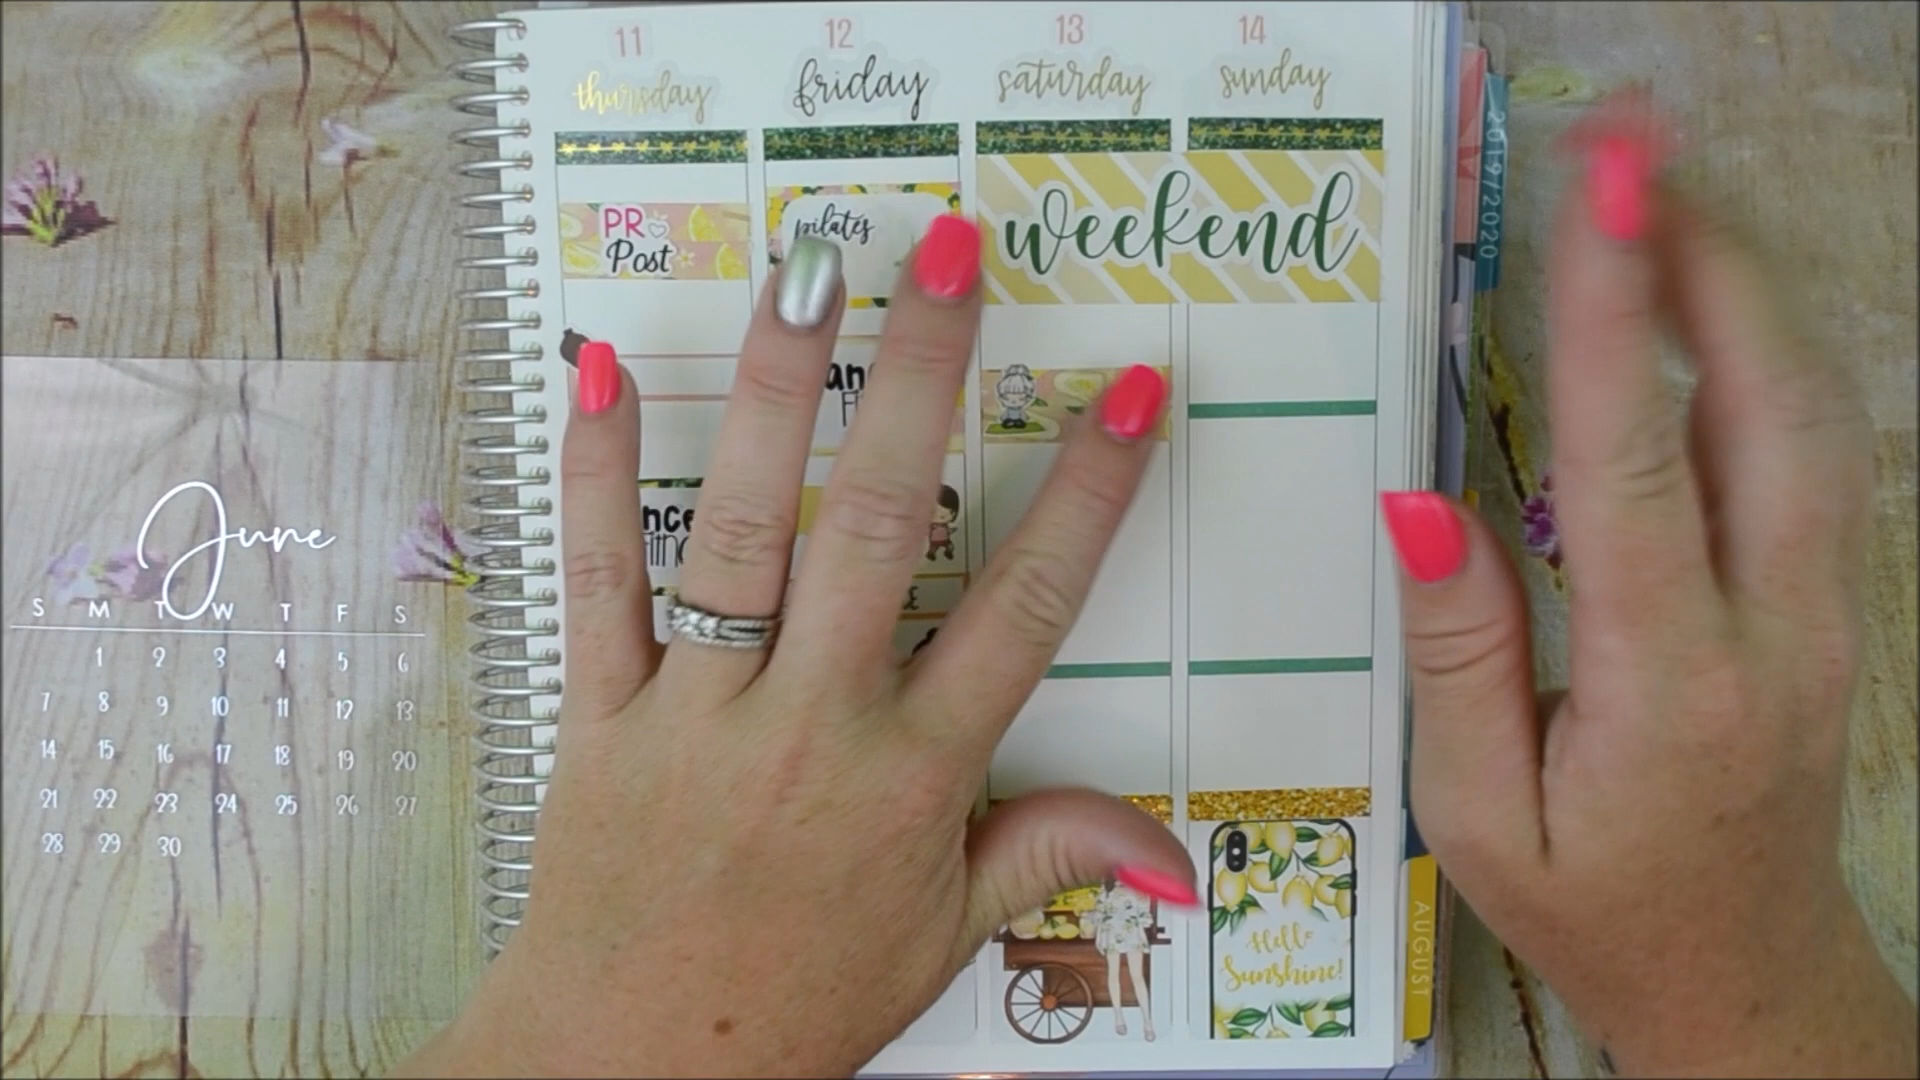 11
12
13
14
thursday
friday
saturday
sunday
PR
Post
pilates
weekend
2019/2020
June
S M T W T F S
1 2 3 4 5 6
7 8 9 10 11 12 13
14 15 16 17 18 19 20
21 22 23 24 25 26 27
28 29 30
Hello
Sunshine!
AUGUST